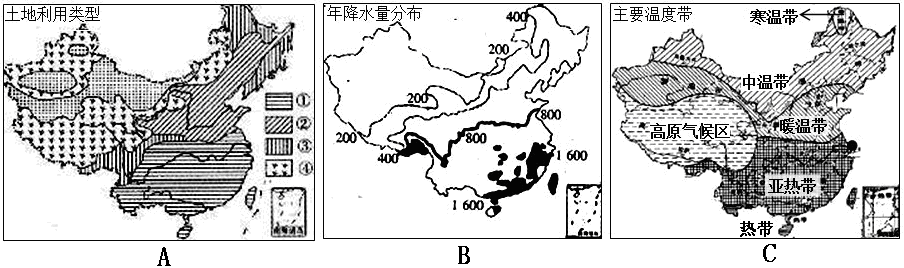 土地利用类型
①
②
③
④
A
年降水量分布
400
200
200
200
400
800
800
1 600
1 600
B
主要温度带
寒温带
中温带
暖温带
高原气候区
亚热带
热带
C